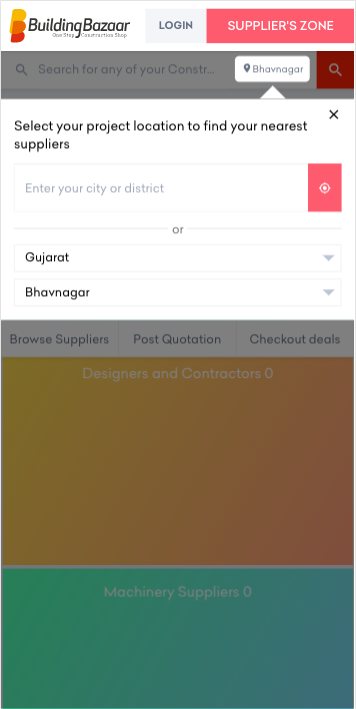 BuildingBazaar
One Stop Construction Shop
LOGIN
SUPPLIER'S ZONE
Search for any of your Constr...
Bhavnagar
Select your project location to find your nearest
suppliers
Enter your city or district
or
Gujarat
Bhavnagar
Browse Suppliers
Post Quotation
Checkout deals
Designers and Contractors 0
Machinery Suppliers 0